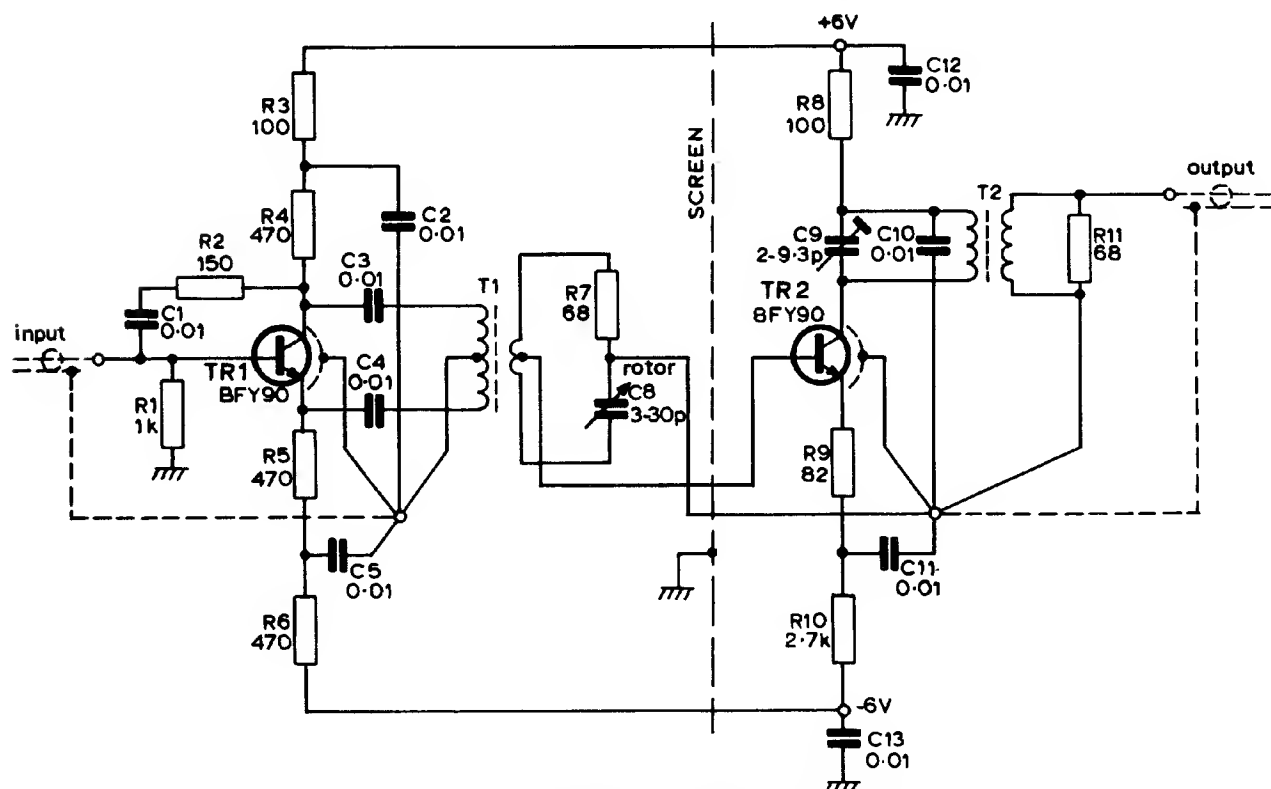 +6V
C12
0·01
R3
100
R8
100
SCREEN
output
T2
R4
470
C2
0.01
C9
2-9.3p
C10
0.01
R11
68
R2
150
C3
0.01
T1
R7
68
TR2
BFY90
C1
0.01
input
C4
0.01
rotor
C8
3-30p
TR1
BFY90
R1
1k
R5
470
R9
82
C5
0.01
C11
0.01
R6
470
R10
2·7k
-6V
C13
0.01